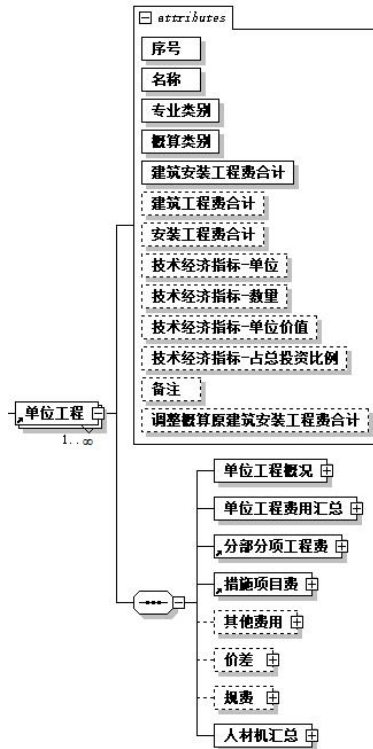 attributes
序号
名称
专业类别
概算类别
建筑安装工程费合计
建筑工程费合计
安装工程费合计
技术经济指标-单位
技术经济指标-数量
技术经济指标-单位价值
技术经济指标-占总投资比例
备注
调整概算原建筑安装工程费合计
单位工程
1..∞
单位工程概况
单位工程费用汇总
分部分项工程费
措施项目费
其他费用
价差
规费
人材机汇总